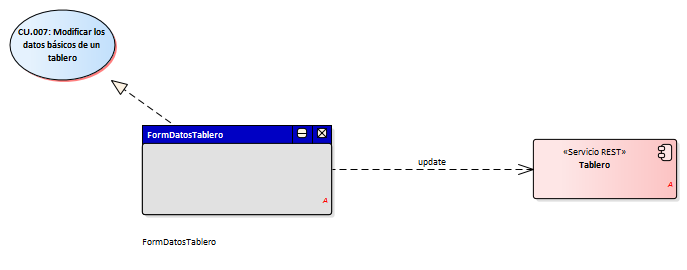 CU.007: Modificar los
datos básicos de un
tablero
FormDatosTablero
A
update
«Servicio REST»
Tablero
A
FormDatosTablero